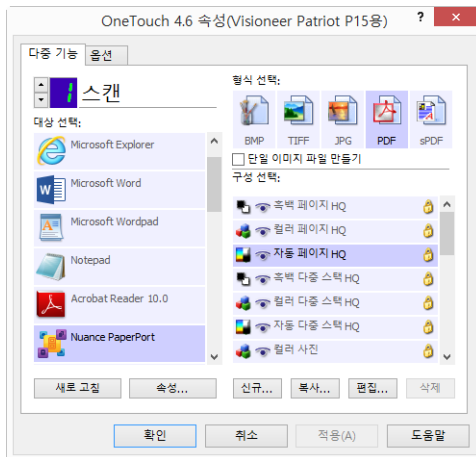 OneTouch 4.6 속성(Visioneer Patriot P15용)
? ×
다중 기능 옵션
1 스캔
대상 선택:
Microsoft Explorer
Microsoft Word
Microsoft Wordpad
Notepad
Acrobat Reader 10.0
Nuance PaperPort
새로 고침 속성...
형식 선택:
BMP TIFF JPG PDF sPDF
단일 이미지 파일 만들기
구성 선택:
흑백 페이지 HQ
컬러 페이지 HQ
자동 페이지 HQ
흑백 다중 스택 HQ
컬러 다중 스택 HQ
자동 다중 스택 HQ
컬러 사진
신규... 복사... 편집... 삭제
확인 취소 적용(A) 도움말